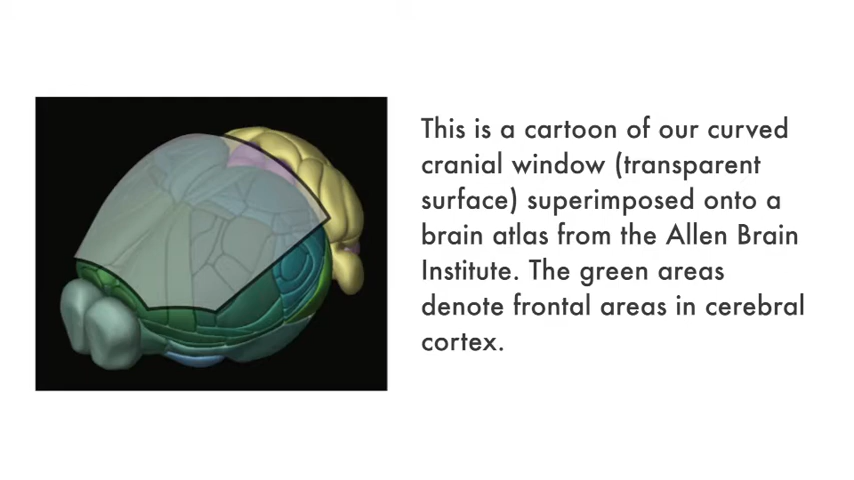 This is a cartoon of our curved
cranial window (transparent
surface) superimposed onto a
brain atlas from the Allen Brain
Institute. The green areas
denote frontal areas in cerebral
cortex.